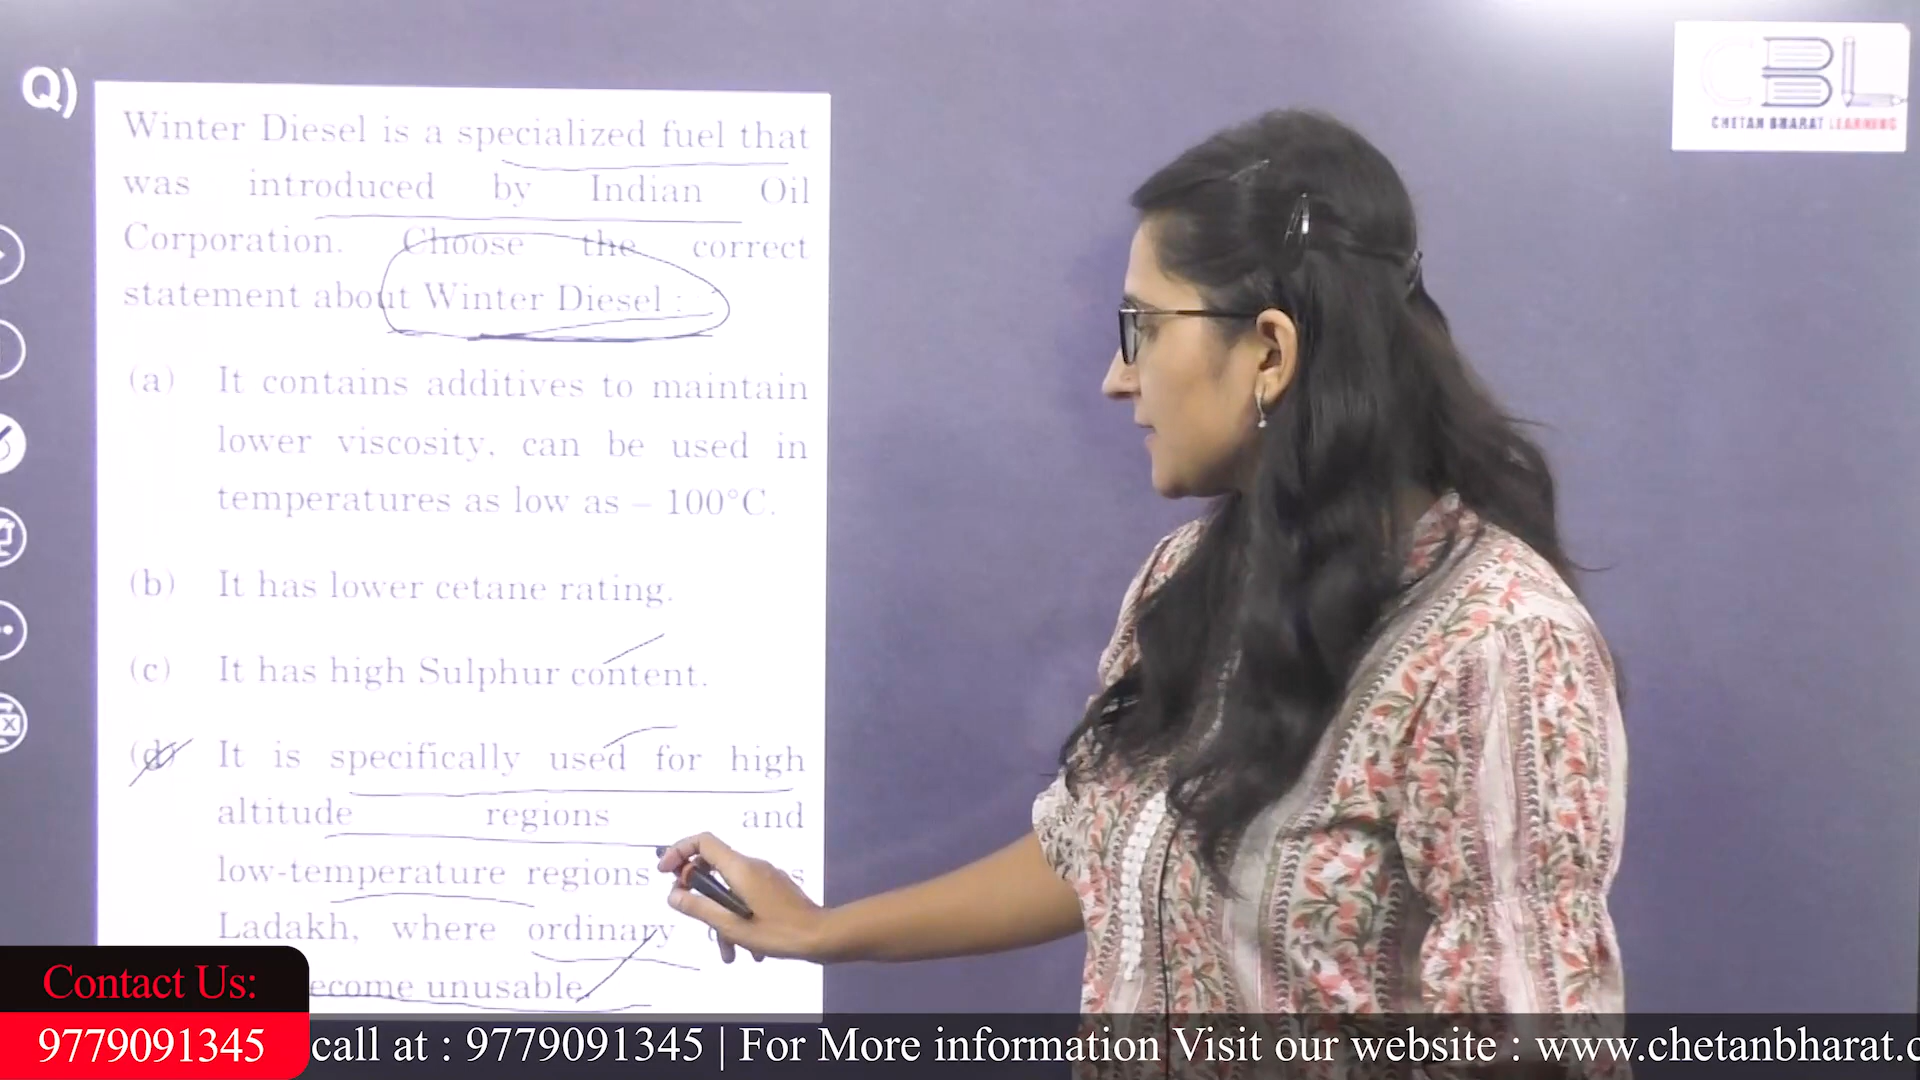 Q)
CBL
CHETAN BHARAT LEARNING
Winter Diesel is a specialized fuel that
was introduced by Indian Oil
Corporation. Choose the correct
statement about Winter Diesel :
(a) It contains additives to maintain
lower viscosity, can be used in
temperatures as low as – 100°C.
(b) It has lower cetane rating.
(c) It has high Sulphur content.
(d) It is specifically used for high
altitude regions and
low-temperature regions
Ladakh, where ordinary
ecome unusable.
Contact Us:
9779091345
call at : 9779091345 | For More information Visit our website : www.chetanbharat.c